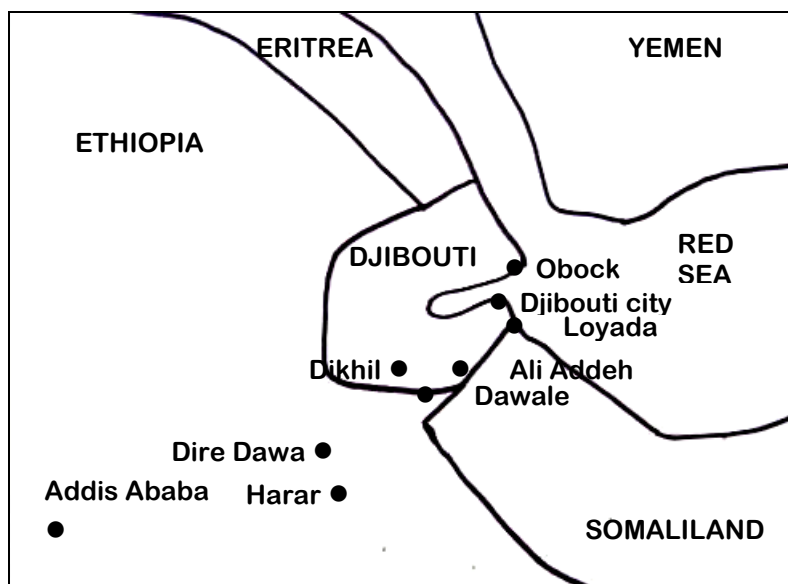 ERITREA
YEMEN
ETHIOPIA
DJIBOUTI
RED
SEA
Obock
Djibouti city
Loyada
Dikhil
Ali Addeh
Dawale
Dire Dawa
Addis Ababa
Harar
SOMALILAND